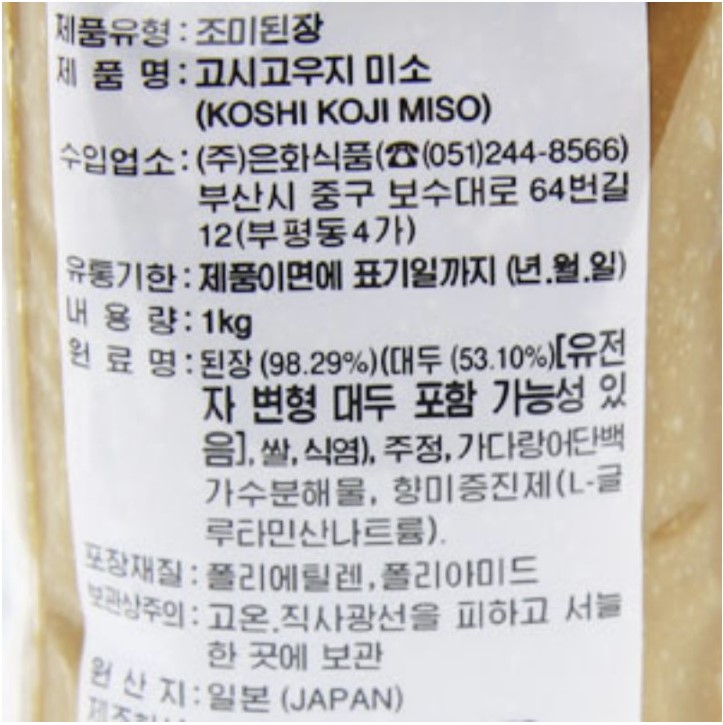 제품유형 : 조미된장
제 품 명 : 고시고우지 미소
(KOSHI KOJI MISO)
수입업소 : (주)은화식품(☎(051)244-8566)
부산시 중구 보수대로 64번길
12(부평동4가)
유통기한 : 제품이면에 표기일까지 (년.월.일)
내 용 량 : 1kg
원 료 명 : 된장 (98.29%)(대두 (53.10%)[유전
자 변형 대두 포함 가능성 있
음], 쌀, 식염), 주정, 가다랑어단백
가수분해물, 향미증진제(L-글
루타민산나트륨).
포장재질 : 폴리에틸렌, 폴리아미드
보관상주의 : 고온.직사광선을 피하고 서늘
한 곳에 보관
원 산 지 : 일본 (JAPAN)